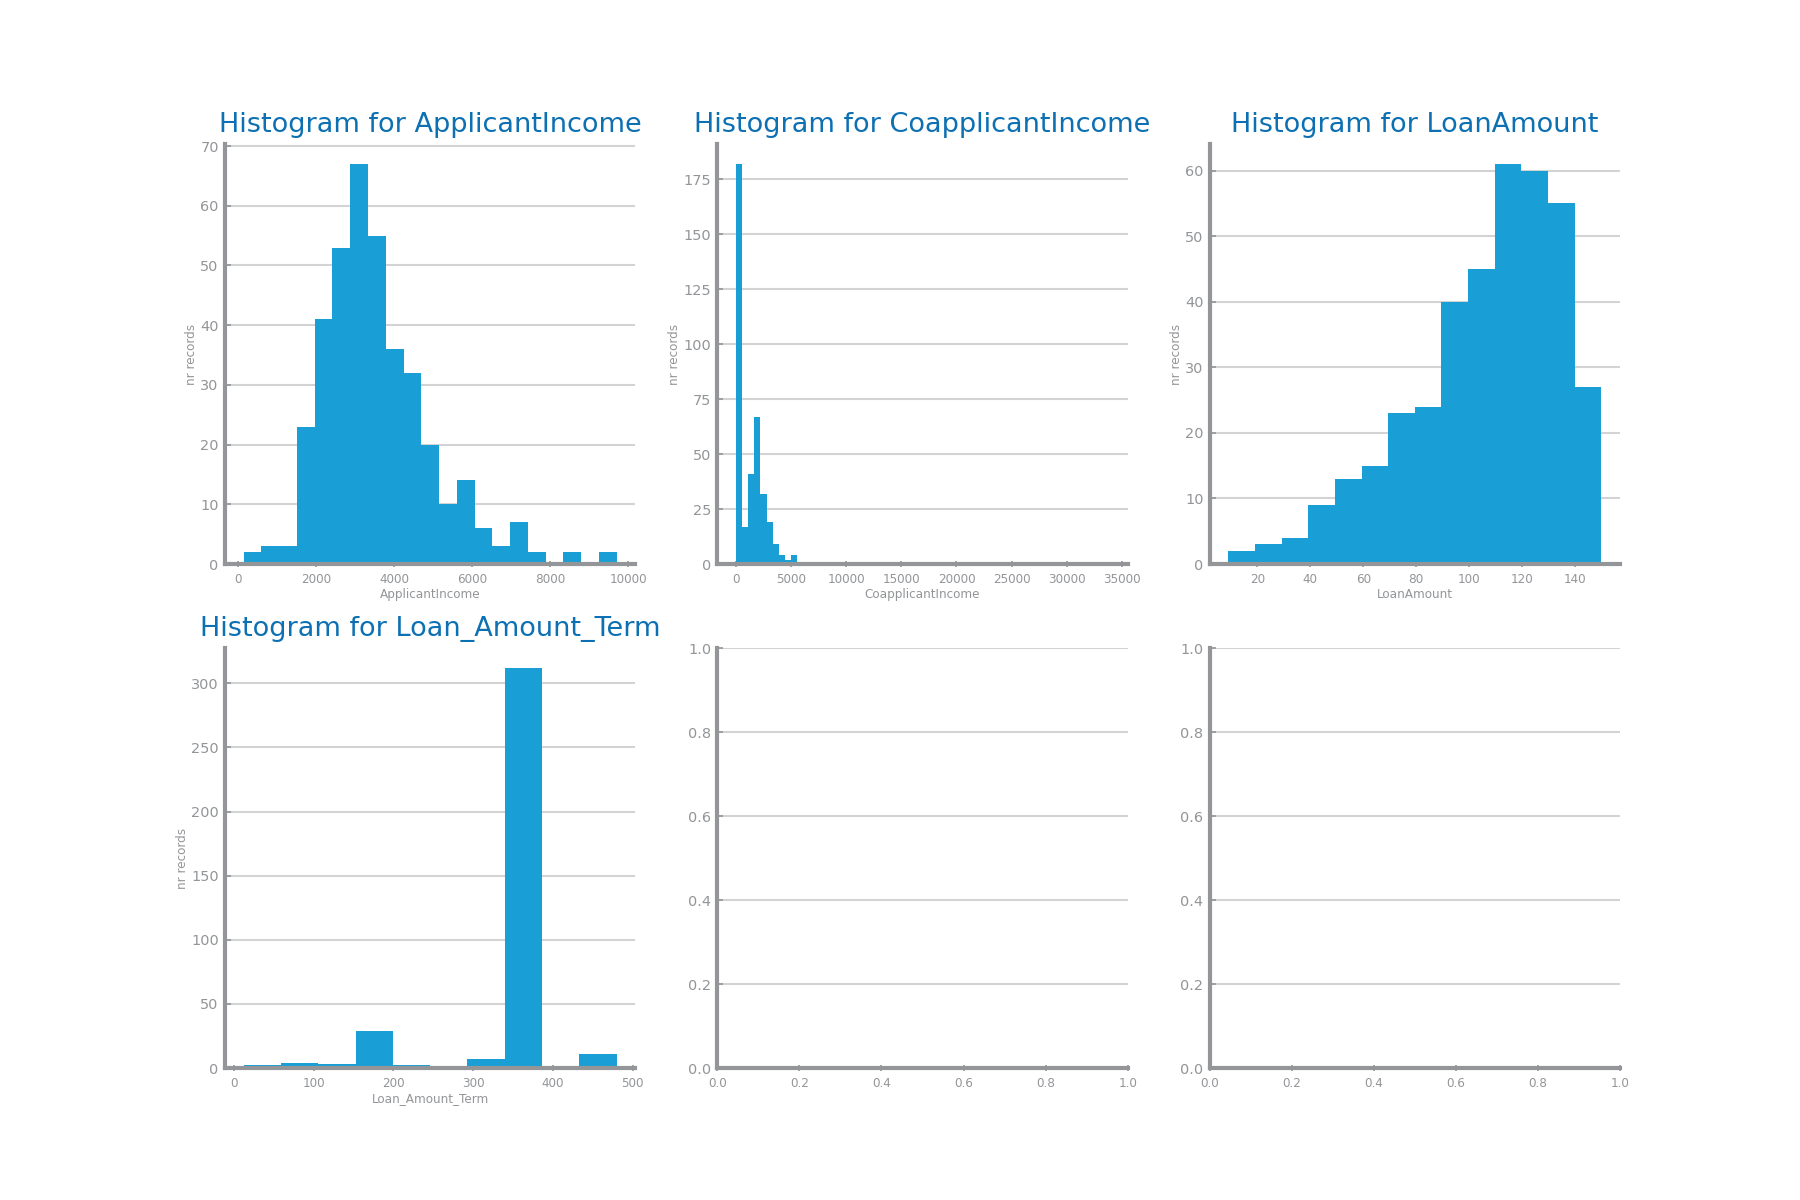 Histogram for ApplicantIncome
70
60
50
40
30
20
10
0
nr records
0 2000 4000 6000 8000 10000
ApplicantIncome
Histogram for CoapplicantIncome
175
150
125
100
75
50
25
0
nr records
0 5000 10000 15000 20000 25000 30000 35000
CoapplicantIncome
Histogram for LoanAmount
60
50
40
30
20
10
0
nr records
20 40 60 80 100 120 140
LoanAmount
Histogram for Loan_Amount_Term
300
250
200
150
100
50
0
nr records
0 100 200 300 400 500
Loan_Amount_Term
1.0
0.8
0.6
0.4
0.2
0.0
0.0 0.2 0.4 0.6 0.8 1.0
1.0
0.8
0.6
0.4
0.2
0.0
0.0 0.2 0.4 0.6 0.8 1.0